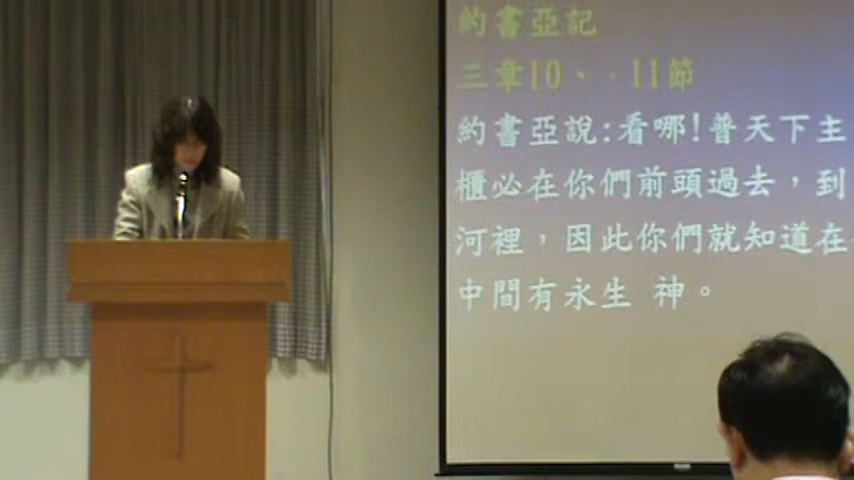 約書亞記
三章10、11節
約書亞說:看哪!普天下主
櫃必在你們前頭過去，到
河裡，因此你們就知道在
中間有永生 神。